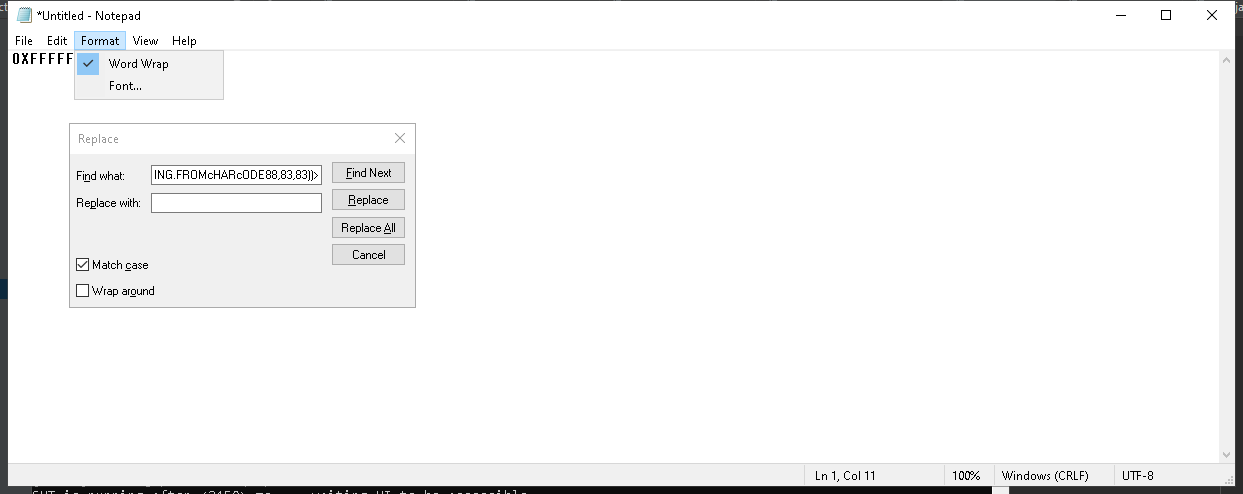 *Untitled - Notepad
File Edit Format View Help
0XFFFFF
Word Wrap
Font...
Replace
Find what: ING.FROMcHARcODE88,83,83))> Find Next
Replace with: Replace
Replace All
Cancel
Match case
Wrap around
Ln 1, Col 11 100% Windows (CRLF) UTF-8